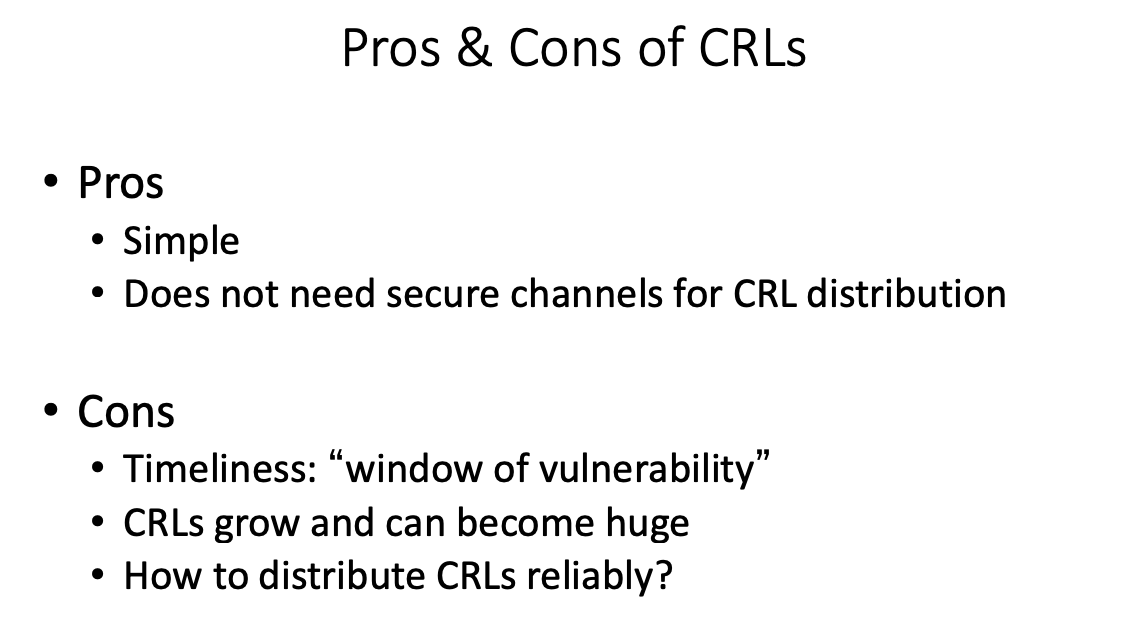 Pros & Cons of CRLs
• Pros
• Simple
• Does not need secure channels for CRL distribution
• Cons
• Timeliness: “window of vulnerability”
• CRLs grow and can become huge
• How to distribute CRLs reliably?